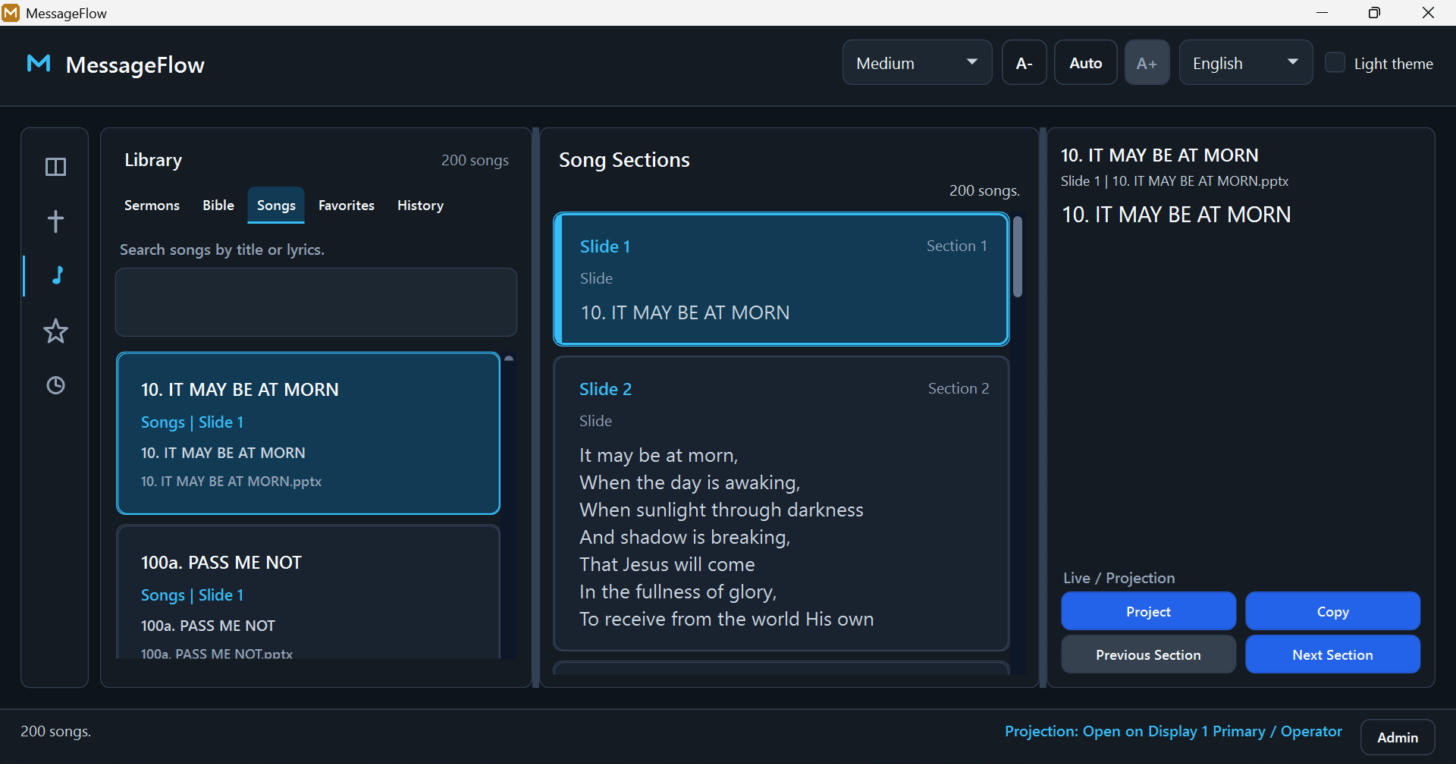 MessageFlow
MessageFlow
Medium
A-
Auto
A+
English
Light theme
Library
200 songs
Sermons
Bible
Songs
Favorites
History
Search songs by title or lyrics.
10. IT MAY BE AT MORN
Songs | Slide 1
10. IT MAY BE AT MORN
10. IT MAY BE AT MORN.pptx
100a. PASS ME NOT
Songs | Slide 1
100a. PASS ME NOT
100a. PASS ME NOT.pptx
Song Sections
200 songs.
Slide 1
Section 1
Slide
10. IT MAY BE AT MORN
Slide 2
Section 2
Slide
It may be at morn,
When the day is awaking,
When sunlight through darkness
And shadow is breaking,
That Jesus will come
In the fullness of glory,
To receive from the world His own
10. IT MAY BE AT MORN
Slide 1 | 10. IT MAY BE AT MORN.pptx
10. IT MAY BE AT MORN
Live / Projection
Project
Copy
Previous Section
Next Section
200 songs.
Projection: Open on Display 1 Primary / Operator
Admin